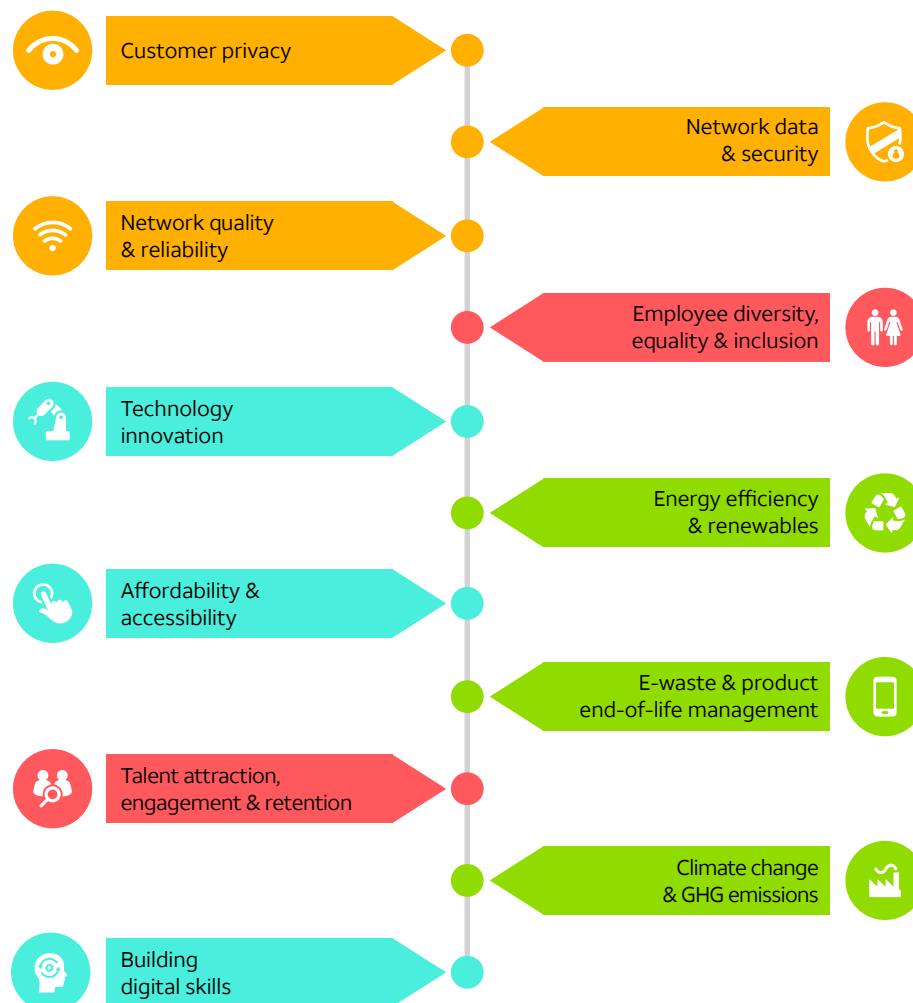 Customer privacy
Network data
& security
Network quality
& reliability
Employee diversity,
equality & inclusion
Technology
innovation
Energy efficiency
& renewables
Affordability &
accessibility
E-waste & product
end-of-life management
Talent attraction,
engagement & retention
Climate change
& GHG emissions
Building
digital skills